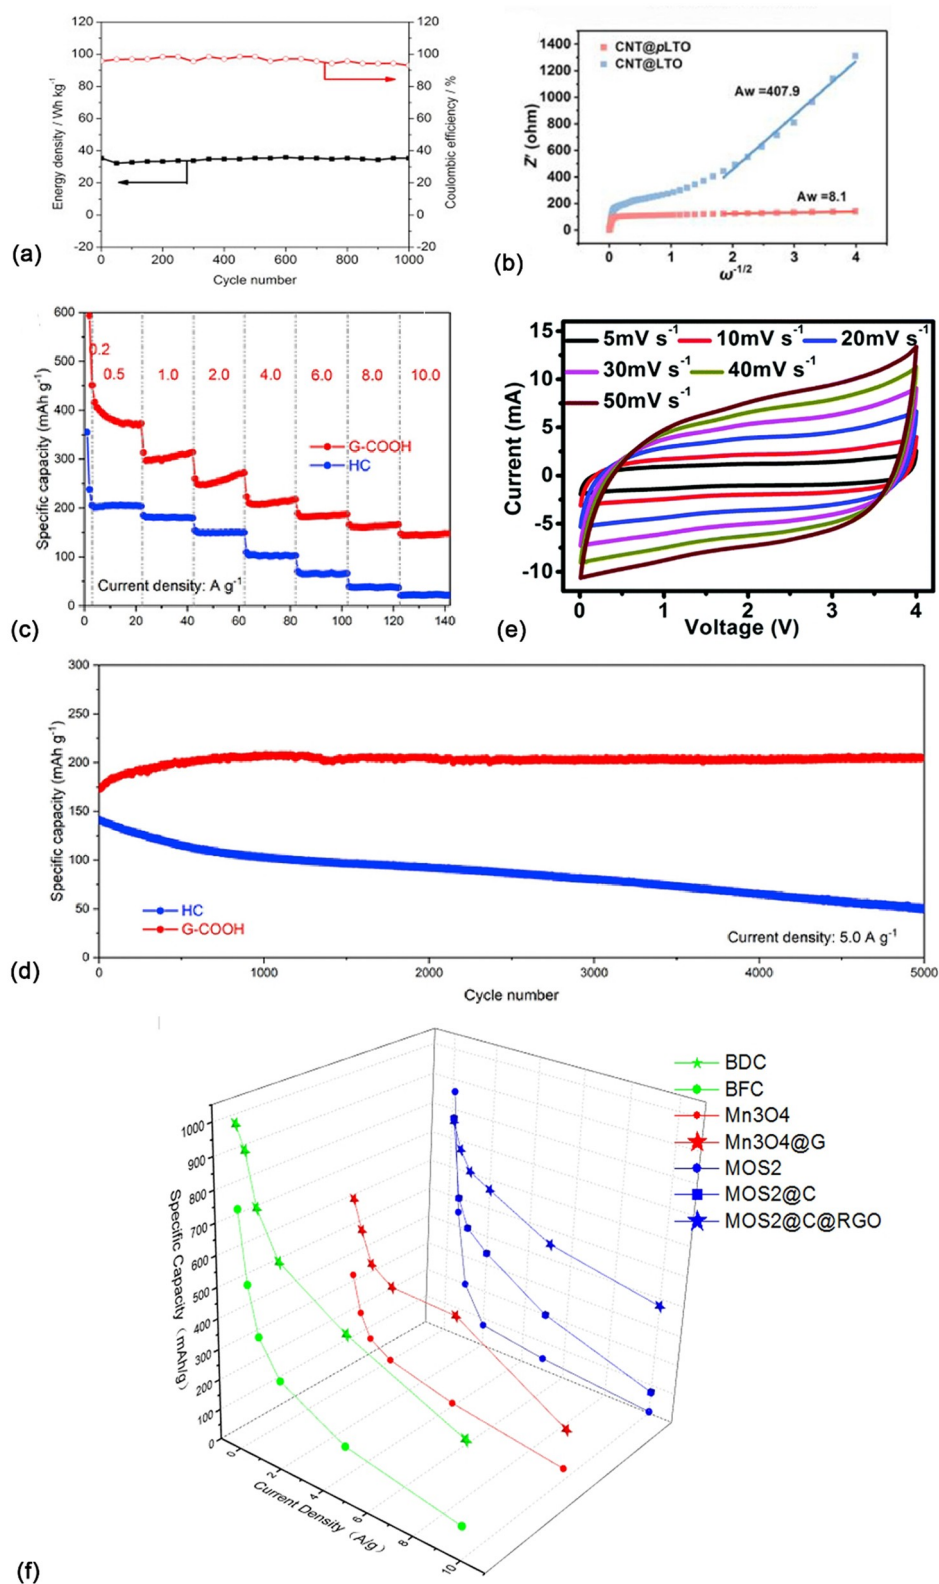 120
100
80
60
40
20
0
-20
Energy density / Wh kg⁻¹
120
100
80
60
40
20
0
-20
Coulombic efficiency / %
0 200 400 600 800 1000
Cycle number
(a)
1400
1200
1000
800
600
400
200
0
Z' (ohm)
CNT@pLTO
CNT@LTO
Aw =407.9
Aw =8.1
0 1 2 3 4
ω⁻¹/²
(b)
600
500
400
300
200
100
0
Specific capacity (mAh g⁻¹)
0.2
0.5 1.0 2.0 4.0 6.0 8.0 10.0
G-COOH
HC
Current density: A g⁻¹
0 20 40 60 80 100 120 140
(c)
15
10
5
0
-5
-10
Current (mA)
5mV s⁻¹ 10mV s⁻¹ 20mV s⁻¹
30mV s⁻¹ 40mV s⁻¹
50mV s⁻¹
0 1 2 3 4
Voltage (V)
(e)
300
250
200
150
100
50
0
Specific capacity (mAh g⁻¹)
HC
G-COOH
Current density: 5.0 A g⁻¹
0 1000 2000 3000 4000 5000
Cycle number
(d)
BDC
BFC
Mn3O4
Mn3O4@G
MOS2
MOS2@C
MOS2@C@RGO
1000
900
800
700
600
500
400
300
200
100
0
Specific Capacity (mAh/g)
0 2 4 6 8 10
Current Density (A/g)
(f)